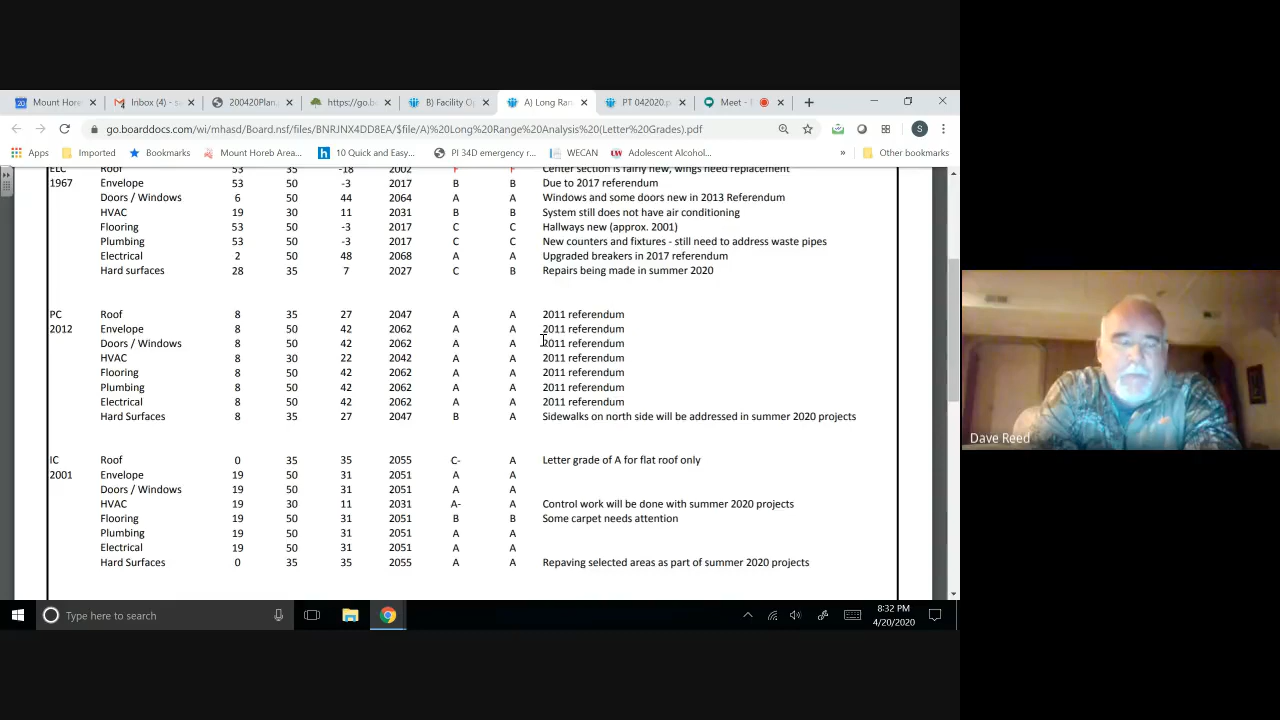 Mount Hore
Inbox (4) - s
200420Plan.
https://go.b
B) Facility O
A) Long Ran
PT 042020.p
Meet -
go.boarddocs.com/wi/mhasd/Board.nsf/files/BNRJNX4DD8EA/$file/A)%20Long%20Range%20Analysis%20(Letter%20Grades).pdf
S
Apps Imported Bookmarks Mount Horeb Area... 10 Quick and Easy... PI 34D emergency r... WECAN Adolescent Alcohol... » Other bookmarks
ELC Roof 53 35 -18 2002 F F Center section is fairly new, wings need replacement
1967 Envelope 53 50 -3 2017 B B Due to 2017 referendum
Doors / Windows 6 50 44 2064 A A Windows and some doors new in 2013 Referendum
HVAC 19 30 11 2031 B B System still does not have air conditioning
Flooring 53 50 -3 2017 C C Hallways new (approx. 2001)
Plumbing 53 50 -3 2017 C C New counters and fixtures - still need to address waste pipes
Electrical 2 50 48 2068 A A Upgraded breakers in 2017 referendum
Hard surfaces 28 35 7 2027 C B Repairs being made in summer 2020
PC Roof 8 35 27 2047 A A 2011 referendum
2012 Envelope 8 50 42 2062 A A 2011 referendum
Doors / Windows 8 50 42 2062 A A 2011 referendum
HVAC 8 30 22 2042 A A 2011 referendum
Flooring 8 50 42 2062 A A 2011 referendum
Plumbing 8 50 42 2062 A A 2011 referendum
Electrical 8 50 42 2062 A A 2011 referendum
Hard Surfaces 8 35 27 2047 B A Sidewalks on north side will be addressed in summer 2020 projects
IC Roof 0 35 35 2055 C- A Letter grade of A for flat roof only
2001 Envelope 19 50 31 2051 A A
Doors / Windows 19 50 31 2051 A A
HVAC 19 30 11 2031 A- A Control work will be done with summer 2020 projects
Flooring 19 50 31 2051 B B Some carpet needs attention
Plumbing 19 50 31 2051 A A
Electrical 19 50 31 2051 A A
Hard Surfaces 0 35 35 2055 A A Repaving selected areas as part of summer 2020 projects
Dave Reed
Type here to search
8:32 PM
4/20/2020